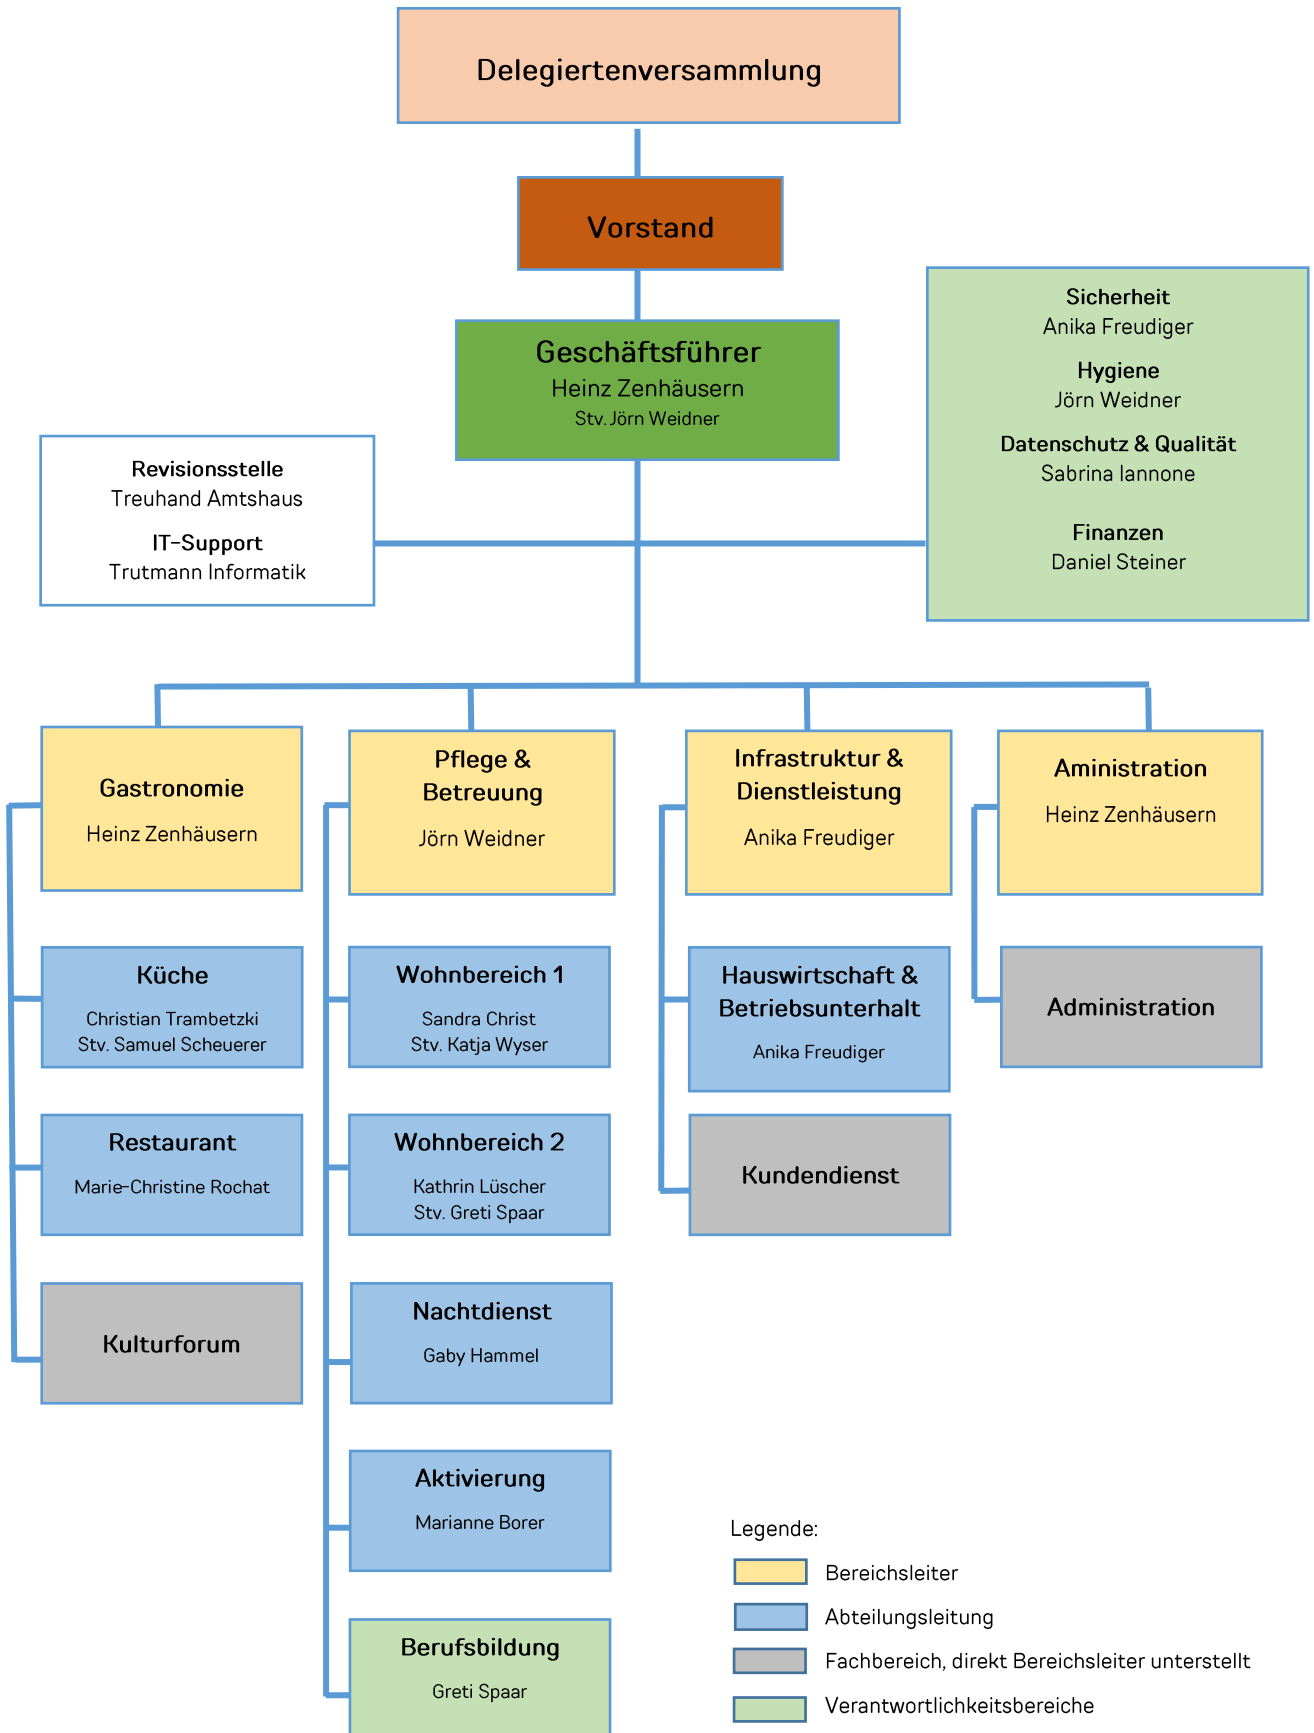 Delegiertenversammlung
Vorstand
Geschäftsführer
Heinz Zenhäusern
Stv. Jörn Weidner
Sicherheit
Anika Freudiger
Hygiene
Jörn Weidner
Datenschutz & Qualität
Sabrina Iannone
Finanzen
Daniel Steiner
Revisionsstelle
Treuhand Amtshaus
IT-Support
Trutmann Informatik
Gastronomie
Heinz Zenhäusern
Küche
Christian Trambetzki
Stv. Samuel Scheuerer
Restaurant
Marie-Christine Rochat
Kulturforum
Pflege &
Betreuung
Jörn Weidner
Wohnbereich 1
Sandra Christ
Stv. Katja Wyser
Wohnbereich 2
Kathrin Lüscher
Stv. Greti Spaar
Nachtdienst
Gaby Hammel
Aktivierung
Marianne Borer
Berufsbildung
Greti Spaar
Infrastruktur &
Dienstleistung
Anika Freudiger
Hauswirtschaft &
Betriebsunterhalt
Anika Freudiger
Kundendienst
Aministration
Heinz Zenhäusern
Administration
Legende:
Bereichsleiter
Abteilungsleitung
Fachbereich, direkt Bereichsleiter unterstellt
Verantwortlichkeitsbereiche